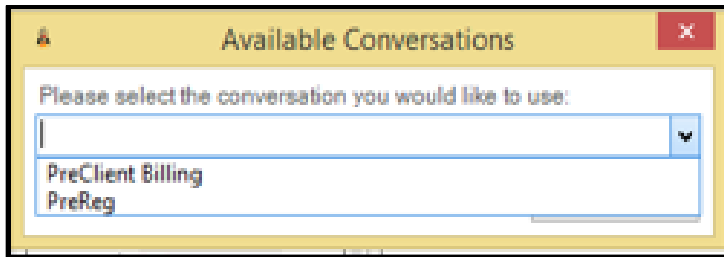 Available Conversations
Please select the conversation you would like to use:
PreClient Billing
PreReg